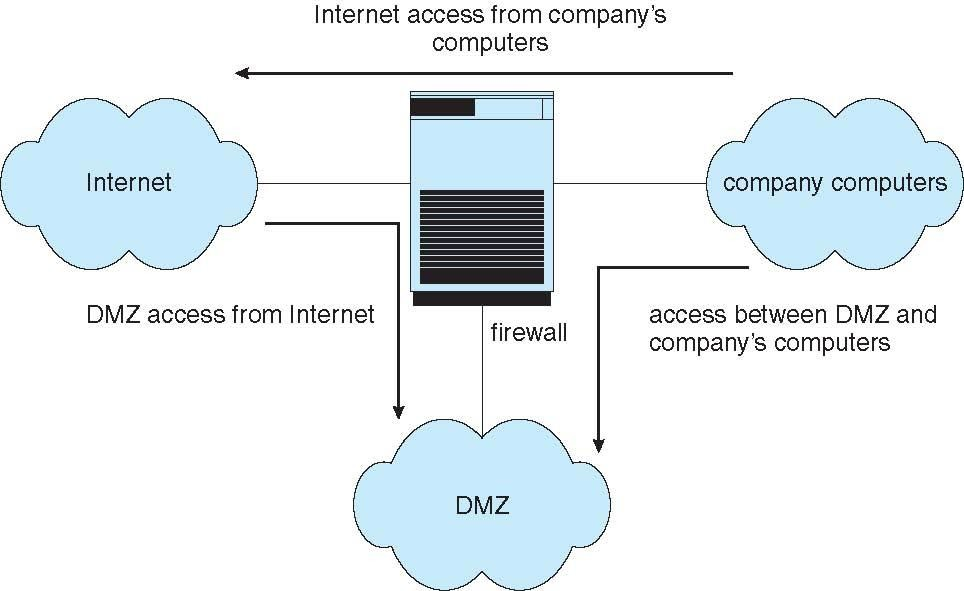 Internet access from company's
computers
Internet
company computers
DMZ access from Internet
firewall
access between DMZ and
company's computers
DMZ